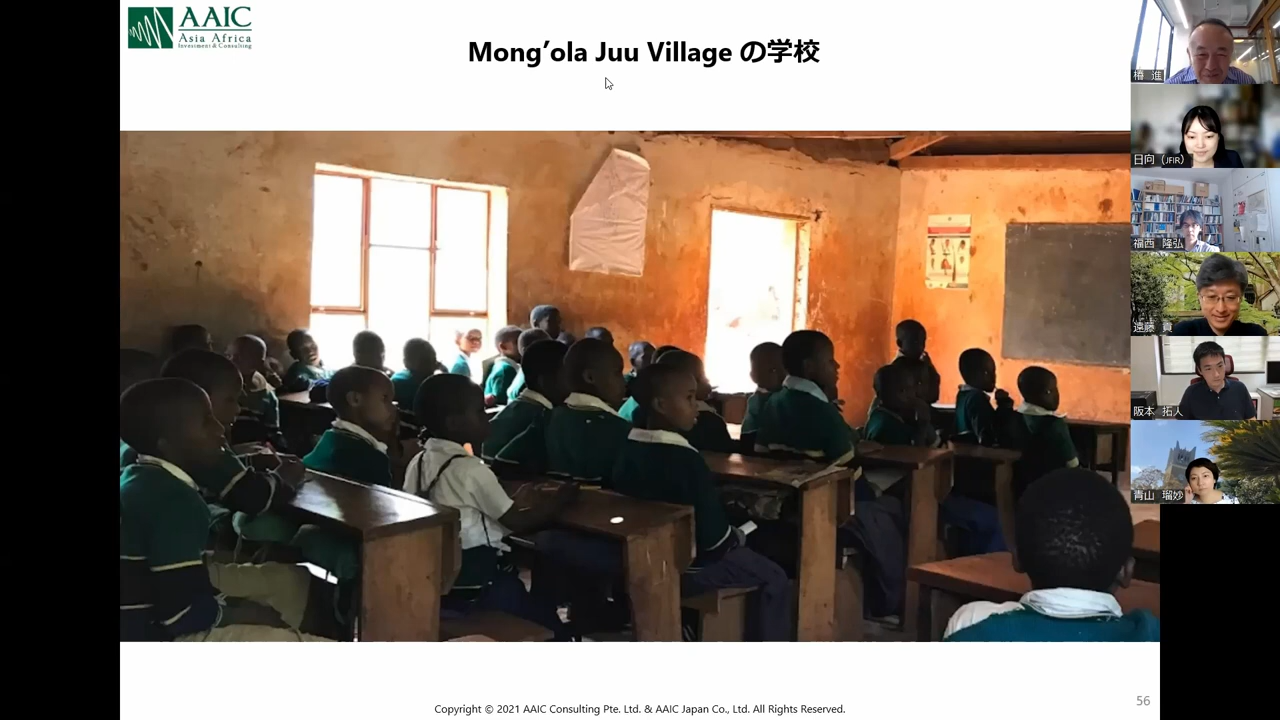 AAIC
Asia Africa
Investment & Consulting
Mong’ola Juu Village の学校
椿 進
日向（JFIR）
福西 隆弘
遠藤 貢
阪本 拓人
青山 瑠妙
56
Copyright © 2021 AAIC Consulting Pte. Ltd. & AAIC Japan Co., Ltd. All Rights Reserved.